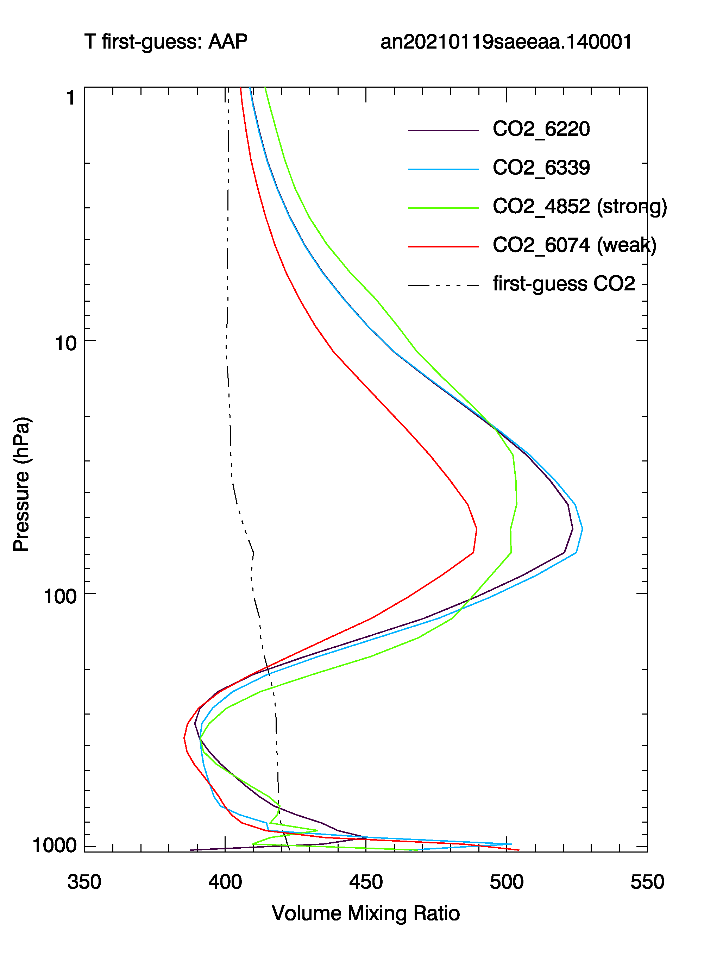 T first-guess: AAP
an20210119saeeaa.140001
1
CO2_6220
CO2_6339
CO2_4852 (strong)
CO2_6074 (weak)
first-guess CO2
10
Pressure (hPa)
100
1000
350 400 450 500 550
Volume Mixing Ratio